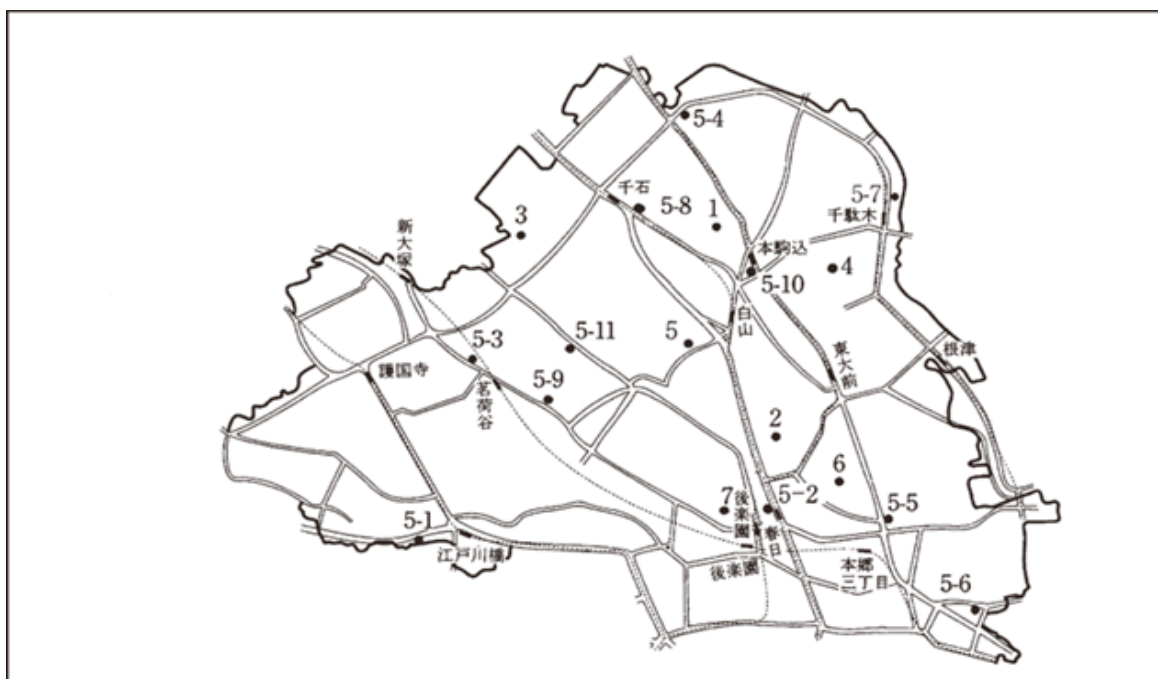 5-4
千石
5-8
1
5-7
千駄木
3
新大塚
本駒込
4
5-10
白山
5-3
5-11
5
東大前
根津
護国寺
茗荷谷
5-9
2
6
7
後楽園
5-2
春日
5-5
5-1
江戸川橋
後楽園
本郷
三丁目
5-6